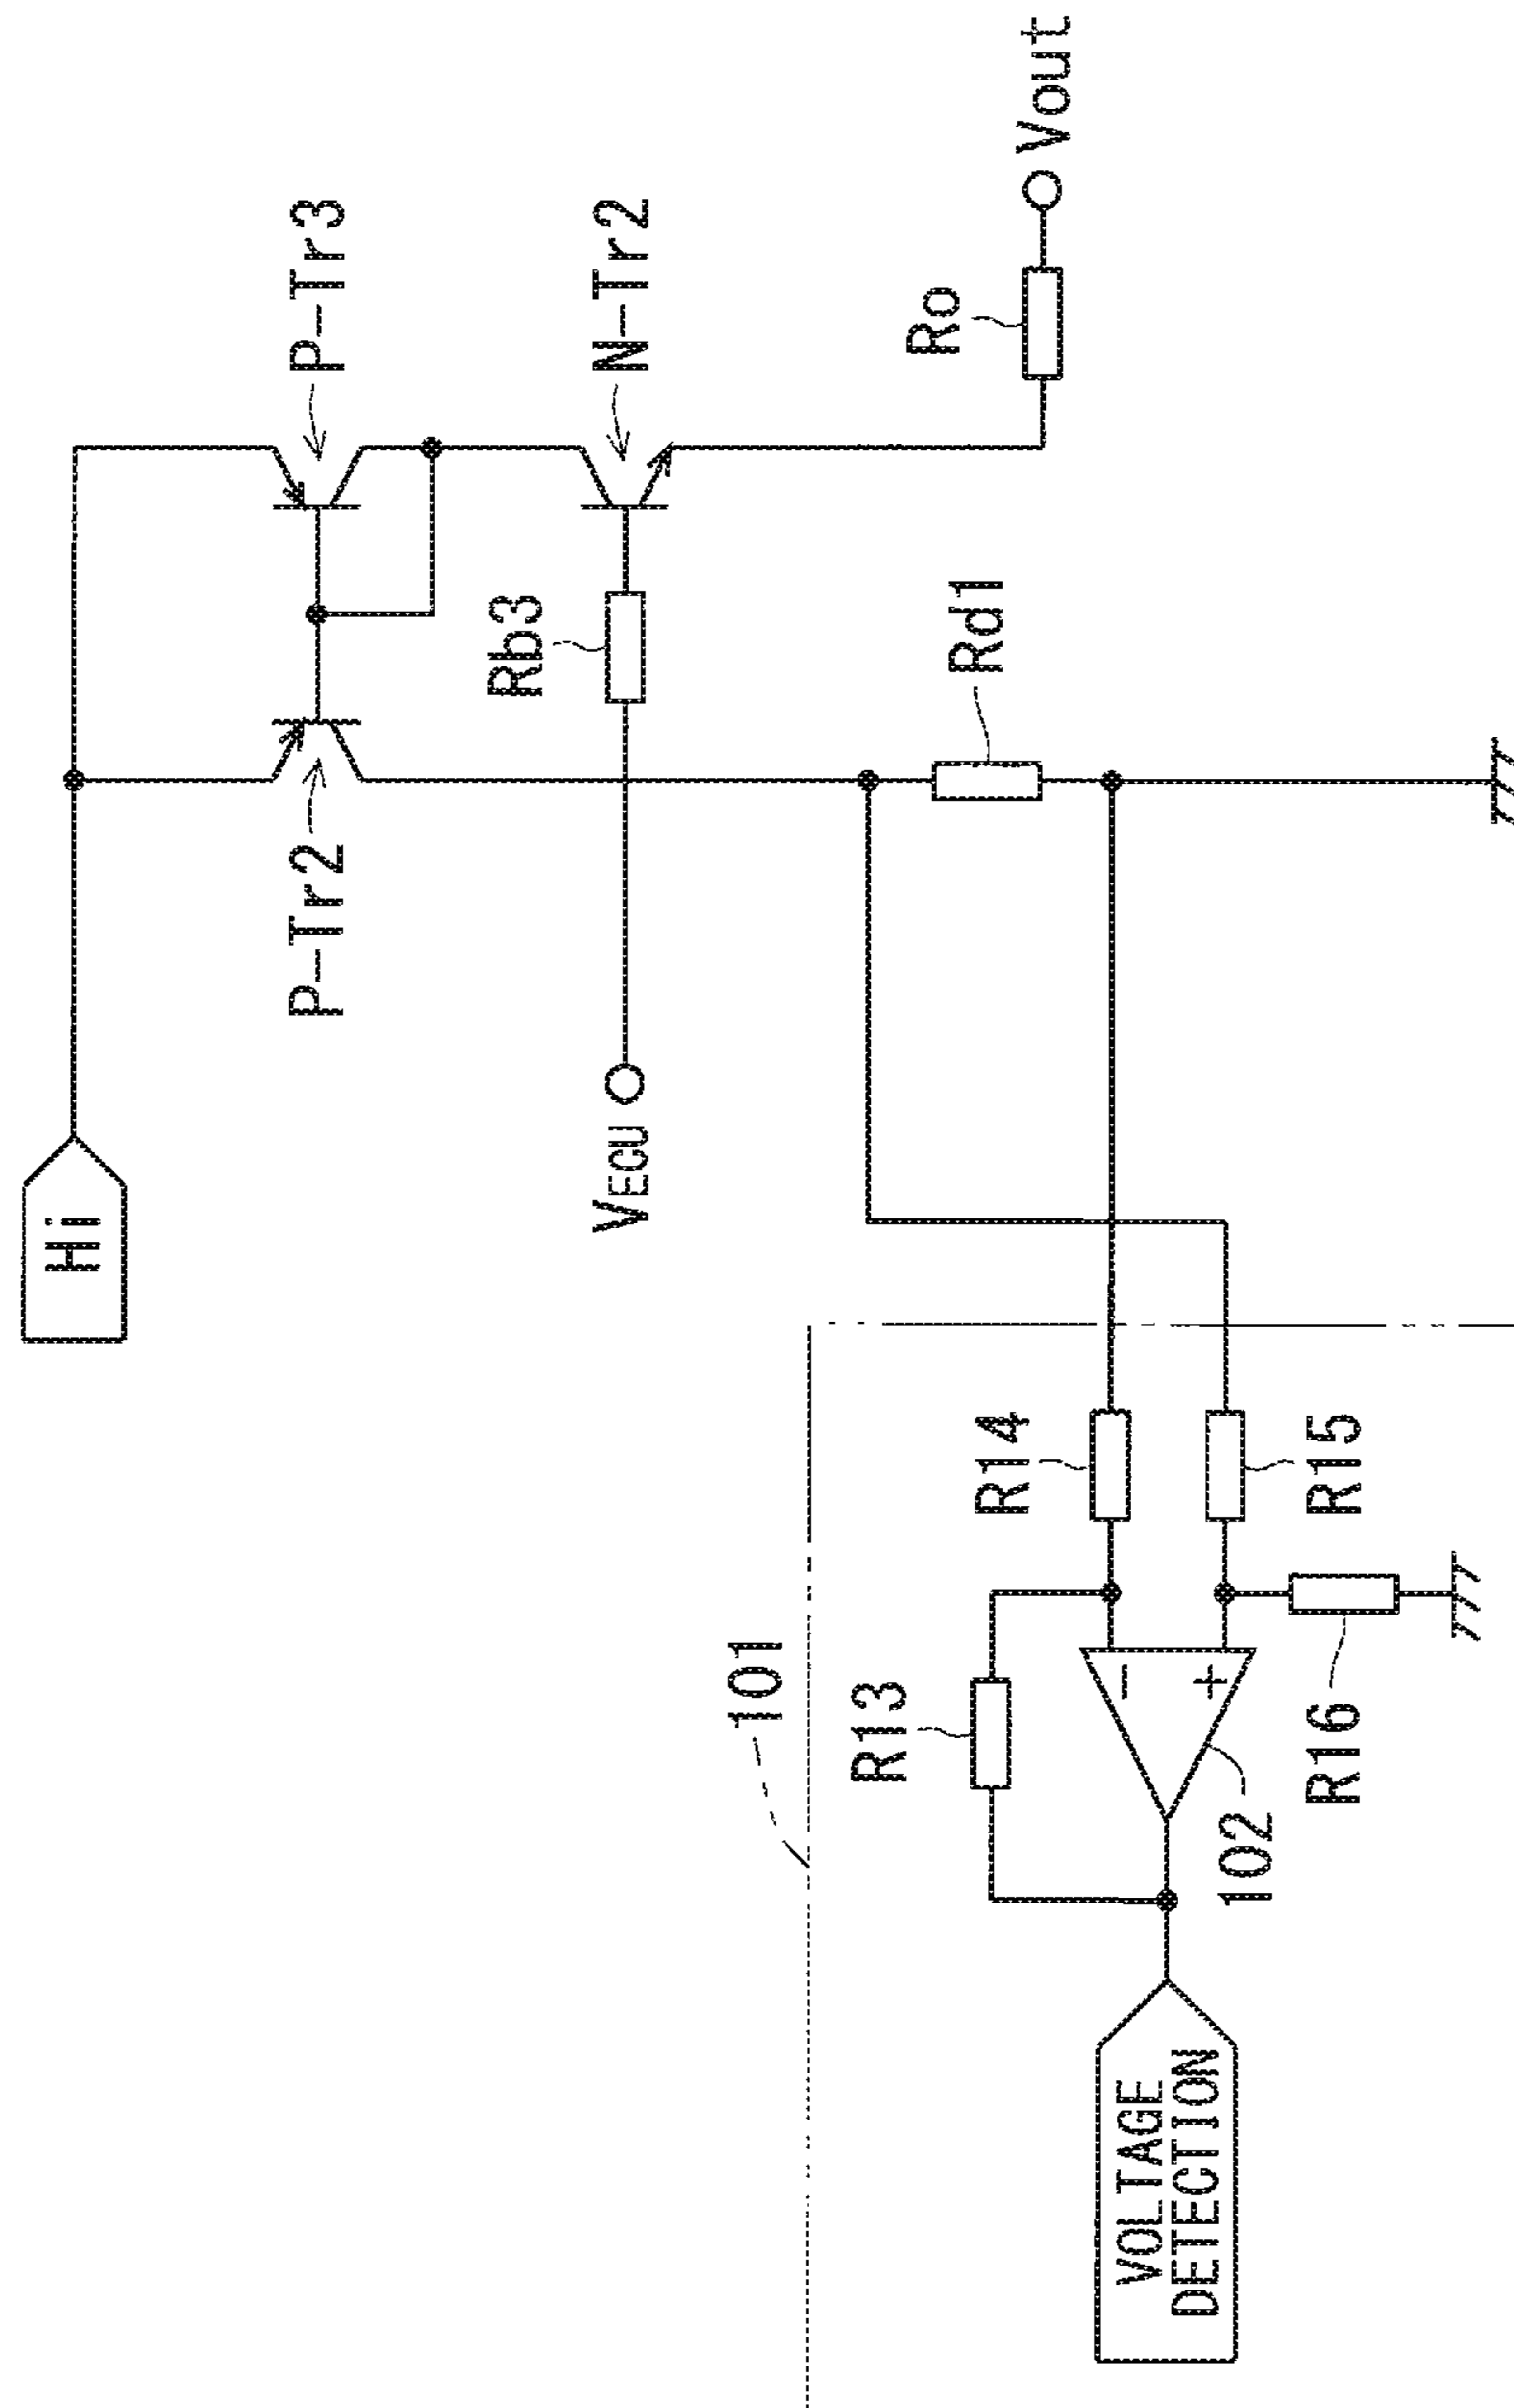 Hi
P-Tr2
P-Tr3
VECU
Rb3
N-Tr2
Rd1
Ro
Vout
101
R13
R14
R15
R16
102
+
−
VOLTAGE
DETECTION